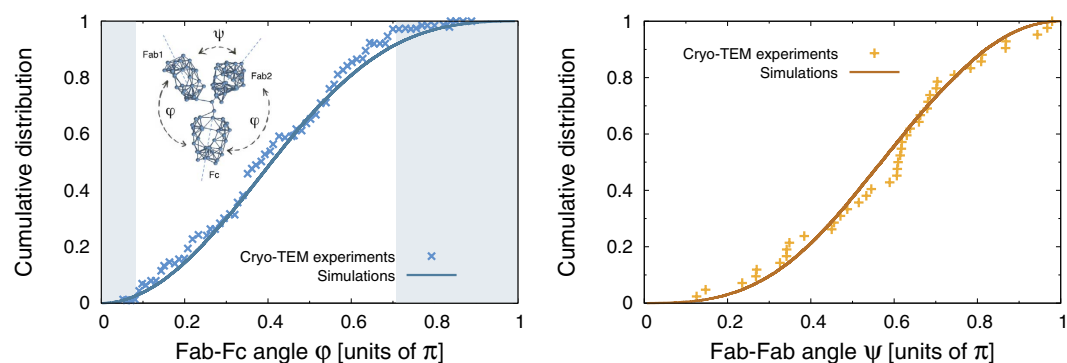 Cumulative distribution
1
0.8
0.6
0.4
0.2
0
ψ
Fab1
Fab2
φ
φ
Fc
Cryo-TEM experiments
Simulations
0 0.2 0.4 0.6 0.8 1
Fab-Fc angle φ [units of π]
Cumulative distribution
1
0.8
0.6
0.4
0.2
0
Cryo-TEM experiments
Simulations
0 0.2 0.4 0.6 0.8 1
Fab-Fab angle ψ [units of π]